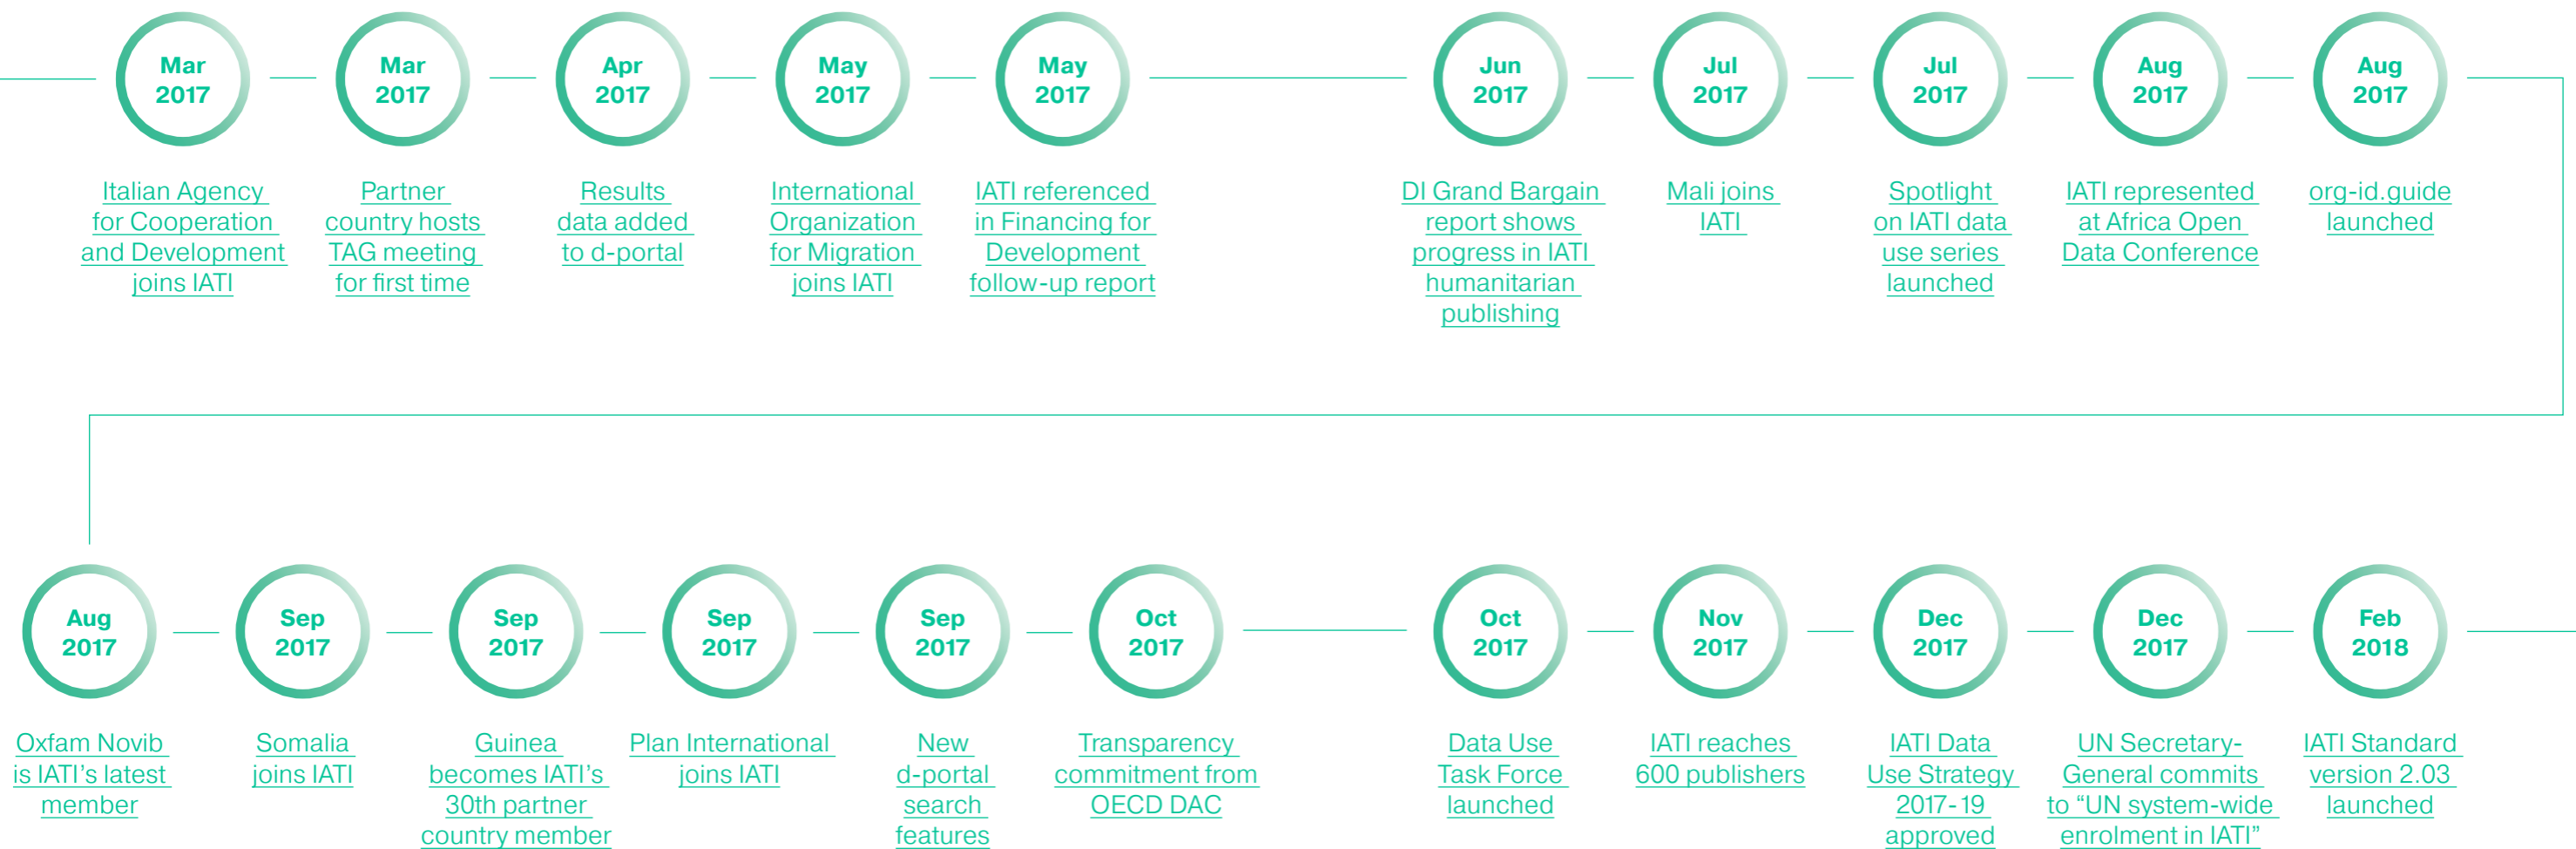 Mar
2017
Italian Agency
for Cooperation
and Development
joins IATI
Mar
2017
Partner
country hosts
TAG meeting
for first time
Apr
2017
Results
data added
to d-portal
May
2017
International
Organization
for Migration
joins IATI
May
2017
IATI referenced
in Financing for
Development
follow-up report
Jun
2017
DI Grand Bargain
report shows
progress in IATI
humanitarian
publishing
Jul
2017
Mali joins
IATI
Jul
2017
Spotlight
on IATI data
use series
launched
Aug
2017
IATI represented
at Africa Open
Data Conference
Aug
2017
org-id.guide
launched
Aug
2017
Oxfam Novib
is IATI’s latest
member
Sep
2017
Somalia
joins IATI
Sep
2017
Guinea
becomes IATI’s
30th partner
country member
Sep
2017
Plan International
joins IATI
Sep
2017
New
d-portal
search
features
Oct
2017
Transparency
commitment from
OECD DAC
Oct
2017
Data Use
Task Force
launched
Nov
2017
IATI reaches
600 publishers
Dec
2017
IATI Data
Use Strategy
2017-19
approved
Dec
2017
UN Secretary-
General commits
to “UN system-wide
enrolment in IATI”
Feb
2018
IATI Standard
version 2.03
launched